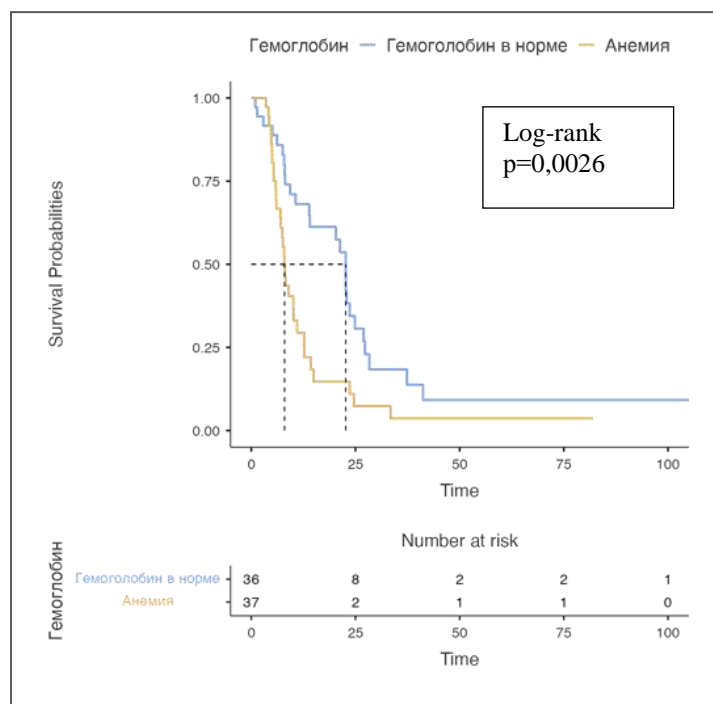 Гемоглобин Гемоголобин в норме Анемия
Log-rank
p=0,0026
Survival Probabilities
1.00
0.75
0.50
0.25
0.00
0 25 50 75 100
Time
Number at risk
Гемоглобин
Гемоголобин в норме 36 8 2 2 1
Анемия 37 2 1 1 0
0 25 50 75 100
Time